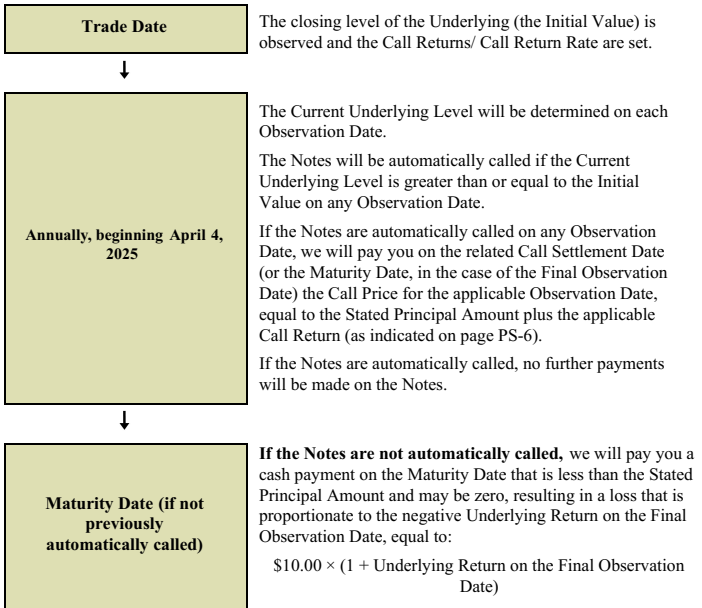 Trade Date
The closing level of the Underlying (the Initial Value) is
observed and the Call Returns/ Call Return Rate are set.
Annually, beginning April 4,
2025
The Current Underlying Level will be determined on each
Observation Date.
The Notes will be automatically called if the Current
Underlying Level is greater than or equal to the Initial
Value on any Observation Date.
If the Notes are automatically called on any Observation
Date, we will pay you on the related Call Settlement Date
(or the Maturity Date, in the case of the Final Observation
Date) the Call Price for the applicable Observation Date,
equal to the Stated Principal Amount plus the applicable
Call Return (as indicated on page PS-6).
If the Notes are automatically called, no further payments
will be made on the Notes.
Maturity Date (if not
previously
automatically called)
If the Notes are not automatically called, we will pay you a
cash payment on the Maturity Date that is less than the Stated
Principal Amount and may be zero, resulting in a loss that is
proportionate to the negative Underlying Return on the Final
Observation Date, equal to:
$10.00 × (1 + Underlying Return on the Final Observation
Date)